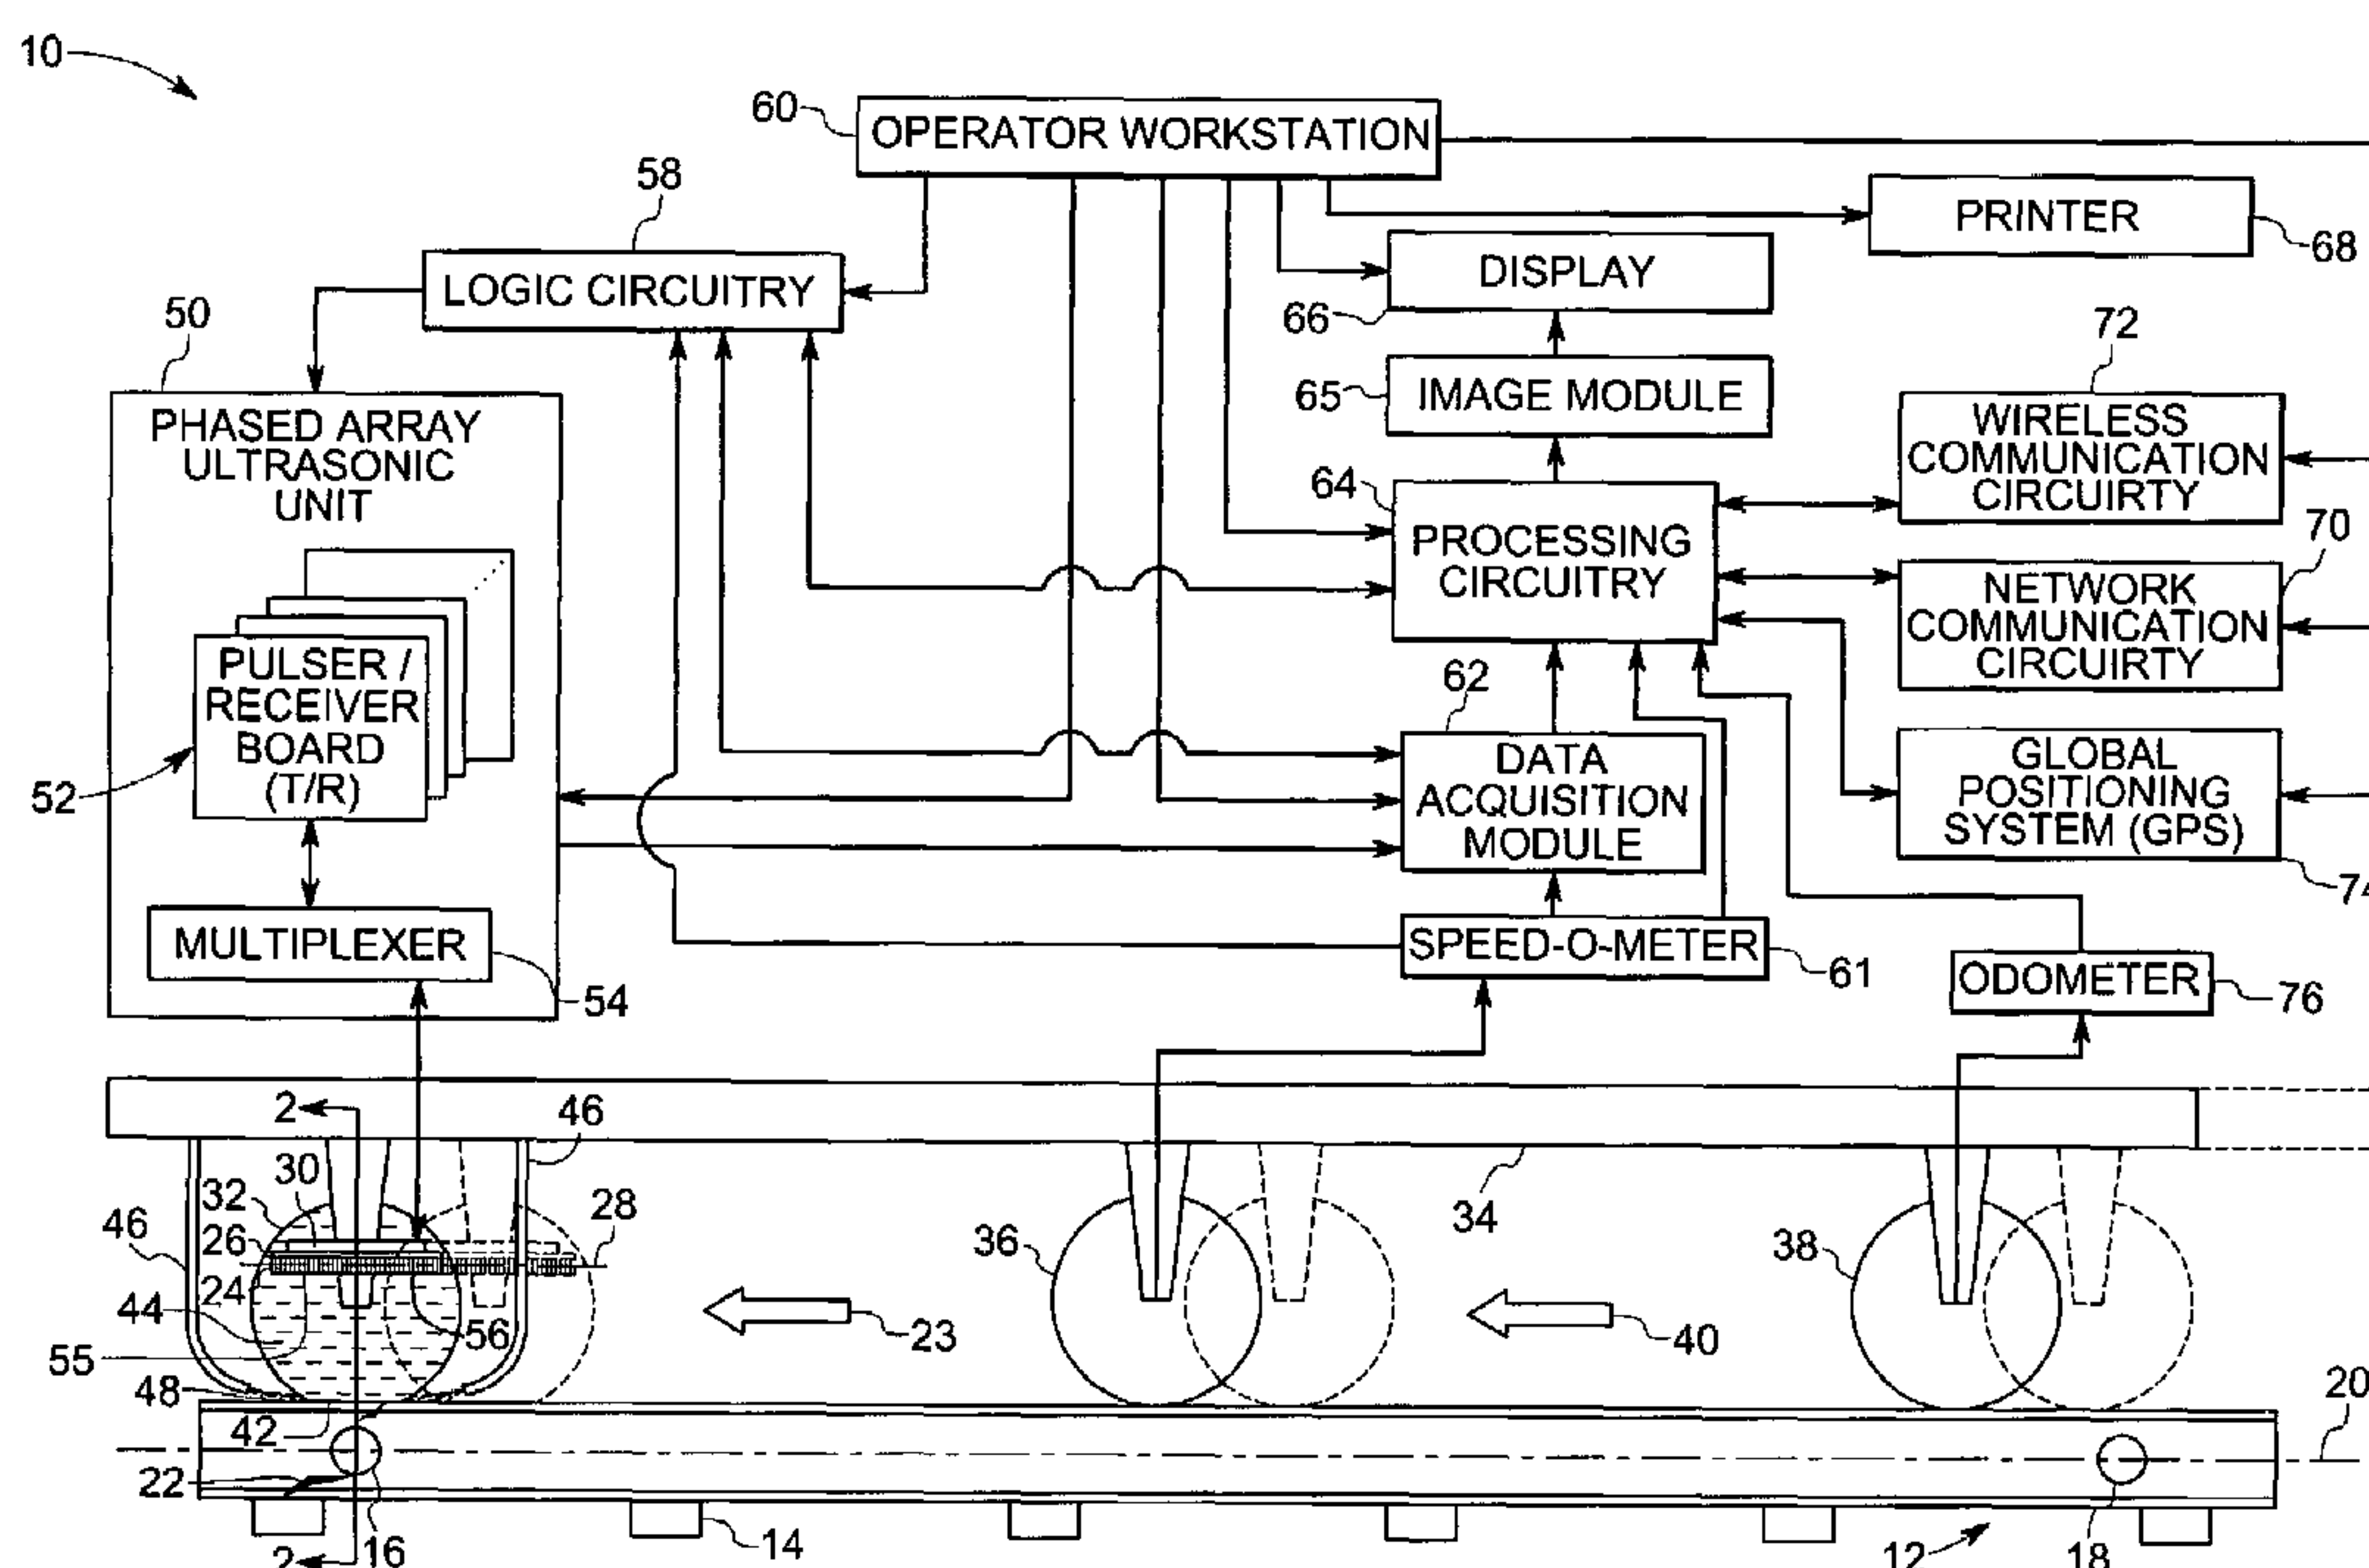 10
60
OPERATOR WORKSTATION
58
PRINTER
68
LOGIC CIRCUITRY
DISPLAY
66
50
72
65
IMAGE MODULE
PHASED ARRAY
ULTRASONIC
UNIT
WIRELESS
COMMUNICATION
CIRCUIRTY
64
PROCESSING
CIRCUITRY
70
NETWORK
COMMUNICATION
CIRCUIRTY
PULSER /
RECEIVER
BOARD
(T/R)
52
62
DATA
ACQUISITION
MODULE
GLOBAL
POSITIONING
SYSTEM (GPS)
74
MULTIPLEXER
54
SPEED-O-METER
61
ODOMETER
76
2
46
30
32
28
46
26
34
36
38
24
44
56
23
40
55
48
42
20
22
2
16
14
12
18